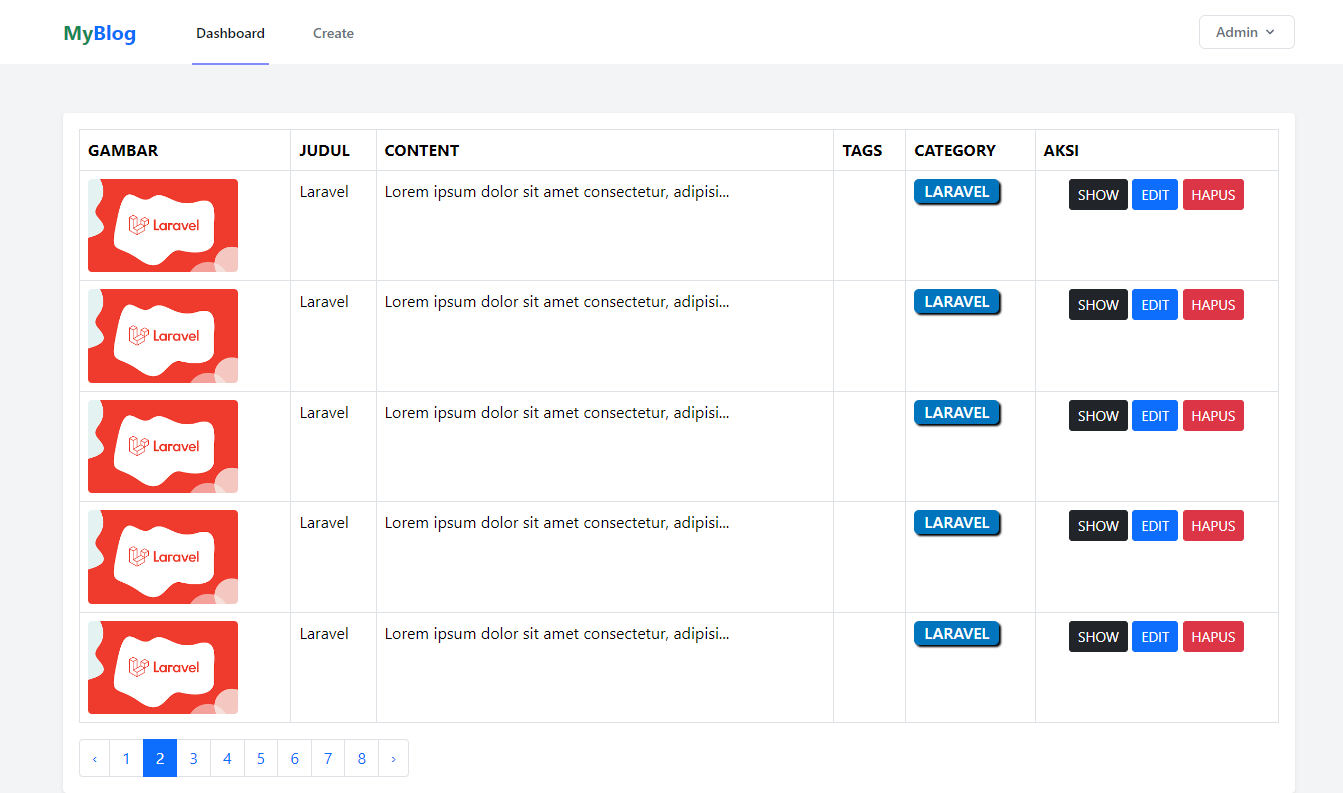 MyBlog Dashboard Create Admin
GAMBAR JUDUL CONTENT TAGS CATEGORY AKSI
Laravel Laravel Lorem ipsum dolor sit amet consectetur, adipisi... LARAVEL SHOW EDIT HAPUS
Laravel Laravel Lorem ipsum dolor sit amet consectetur, adipisi... LARAVEL SHOW EDIT HAPUS
Laravel Laravel Lorem ipsum dolor sit amet consectetur, adipisi... LARAVEL SHOW EDIT HAPUS
Laravel Laravel Lorem ipsum dolor sit amet consectetur, adipisi... LARAVEL SHOW EDIT HAPUS
Laravel Laravel Lorem ipsum dolor sit amet consectetur, adipisi... LARAVEL SHOW EDIT HAPUS
‹ 1 2 3 4 5 6 7 8 ›